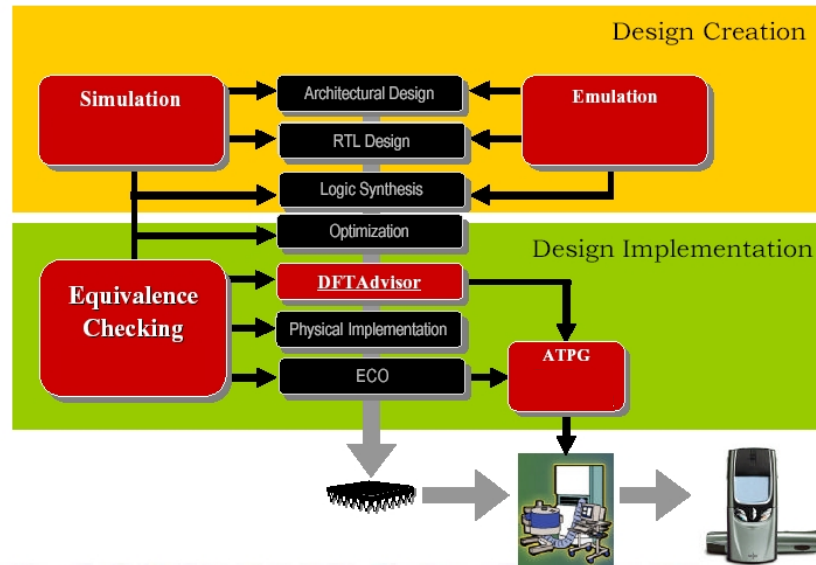 Design Creation
Simulation
Architectural Design
Emulation
RTL Design
Logic Synthesis
Optimization
Design Implementation
Equivalence
Checking
DFTAdvisor
Physical Implementation
ATPG
ECO